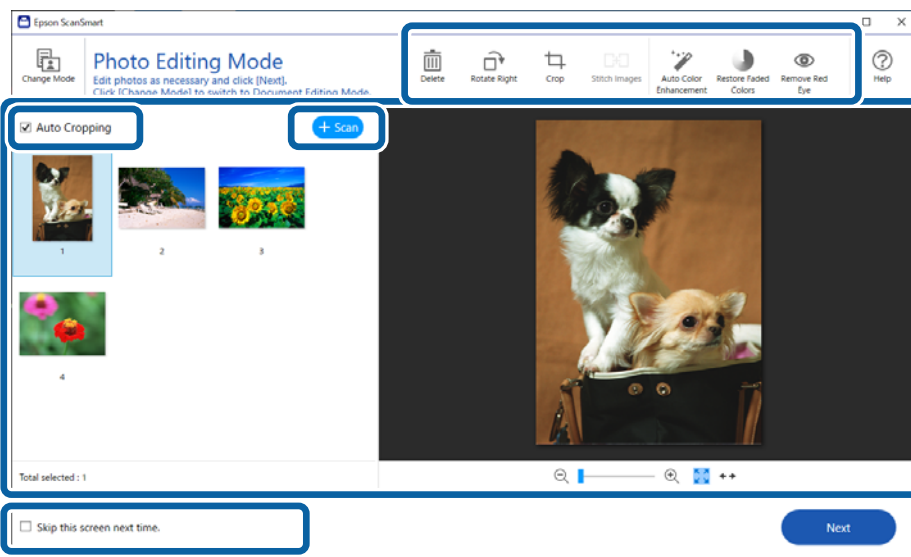 Epson ScanSmart
Change Mode
Photo Editing Mode
Edit photos as necessary and click [Next].
Click [Change Mode] to switch to Document Editing Mode.
Delete
Rotate Right
Crop
Stitch Images
Auto Color
Enhancement
Restore Faded
Colors
Remove Red
Eye
Help
Auto Cropping
+ Scan
1
2
3
4
Total selected : 1
Skip this screen next time.
Next